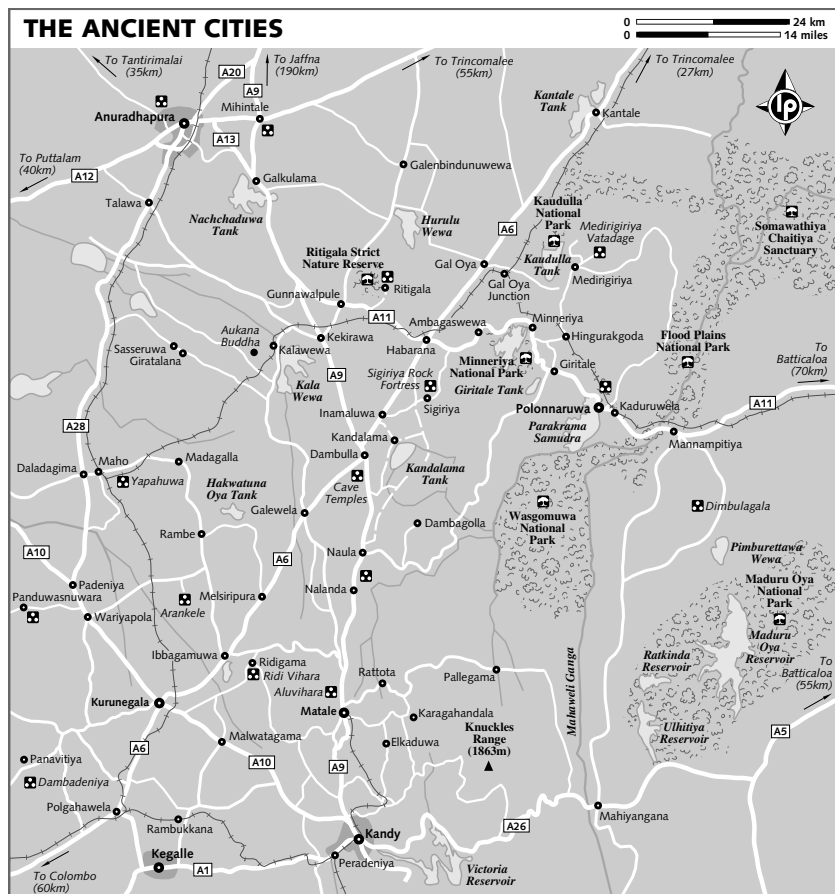 THE ANCIENT CITIES
0 24 km
0 14 miles
To Tantirimalai
(35km)
A20
A9
To Jaffna
(190km)
To Trincomalee
(55km)
To Trincomalee
(27km)
Kantale
Tank
Kantale
lp
Anuradhapura
Mihintale
A13
To Puttalam
(40km)
A12
Galenbindunuwewa
Galkulama
Talawa
Nachchaduwa
Tank
Hurulu
Wewa
A6
Kaudulla
National
Park
Medirigiriya
Vatadage
Somawathiya
Chaitiya
Sanctuary
Ritigala Strict
Nature Reserve
Kaudulla
Tank
Gal Oya
Gal Oya
Junction
Medirigiriya
Ritigala
Gunnawalpule
A11
Ambagaswewa
Minneriya
Hingurakgoda
Flood Plains
National Park
Aukana
Buddha
Sasseruwa
Giratalana
Kalawewa
Kekirawa
Habarana
Minneriya
National Park
Giritale
Giritale Tank
To
Batticaloa
(70km)
Sigiriya Rock
Fortress
Kala
Wewa
A9
Sigiriya
Inamaluwa
Polonnaruwa
Kaduruwela
A11
Parakrama
Samudra
Mannampitiya
A28
Kandalama
Dambulla
Daladagima
Maho
Madagalla
Yapahuwa
Cave
Temples
Kandalama
Tank
Hakwatuna
Oya Tank
Galewela
Dambagolla
Wasgomuwa
National
Park
Dimbulagala
Rambe
A6
Naula
Pimburettawa
Wewa
A10
Padeniya
Panduwasnuwara
Wariyapola
Arankele
Melsiripura
Nalanda
Maduru Oya
National
Park
Maduru
Oya
Reservoir
Ibbagamuwa
Ridigama
Ridi Vihara
Aluvihara
Rattota
Pallegama
Mahaweli Ganga
Ratkinda
Reservoir
To
Batticaloa
(55km)
Kurunegala
Matale
Karagahandala
Ulhitiya
Reservoir
A5
Malwatagama
Elkaduwa
Knuckles
Range
(1863m)
A6
Panavitiya
Dambadeniya
A10
A9
Polgahawela
Rambukkana
A26
Mahiyangana
Kandy
Kegalle
A1
Peradeniya
Victoria
Reservoir
To Colombo
(60km)